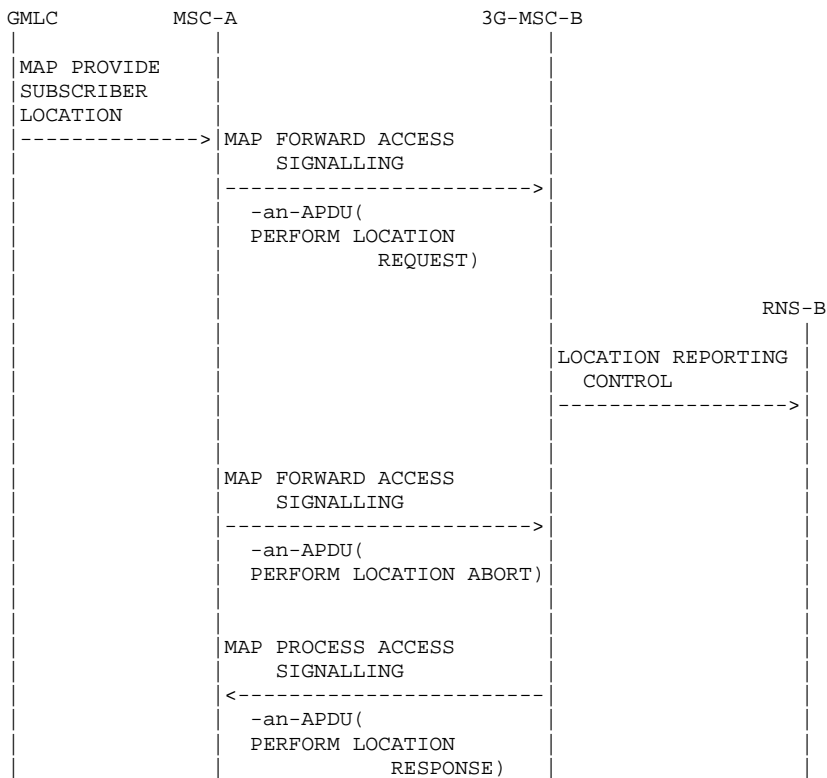 GMLC MSC-A 3G-MSC-B
MAP PROVIDE
SUBSCRIBER
LOCATION
MAP FORWARD ACCESS
SIGNALLING
-an-APDU(
PERFORM LOCATION
REQUEST)
RNS-B
LOCATION REPORTING
CONTROL
MAP FORWARD ACCESS
SIGNALLING
-an-APDU(
PERFORM LOCATION ABORT)
MAP PROCESS ACCESS
SIGNALLING
-an-APDU(
PERFORM LOCATION
RESPONSE)